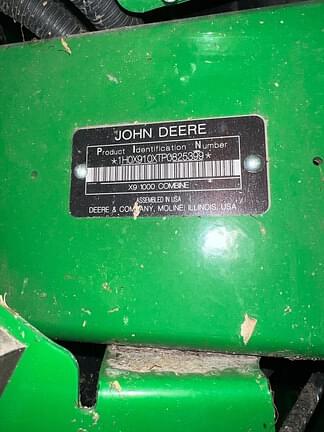 JOHN DEERE
Product Identification Number
*1H0X910XTP0825399*
X9 1000 COMBINE
ASSEMBLED IN USA
DEERE & COMPANY, MOLINE, ILLINOIS, USA